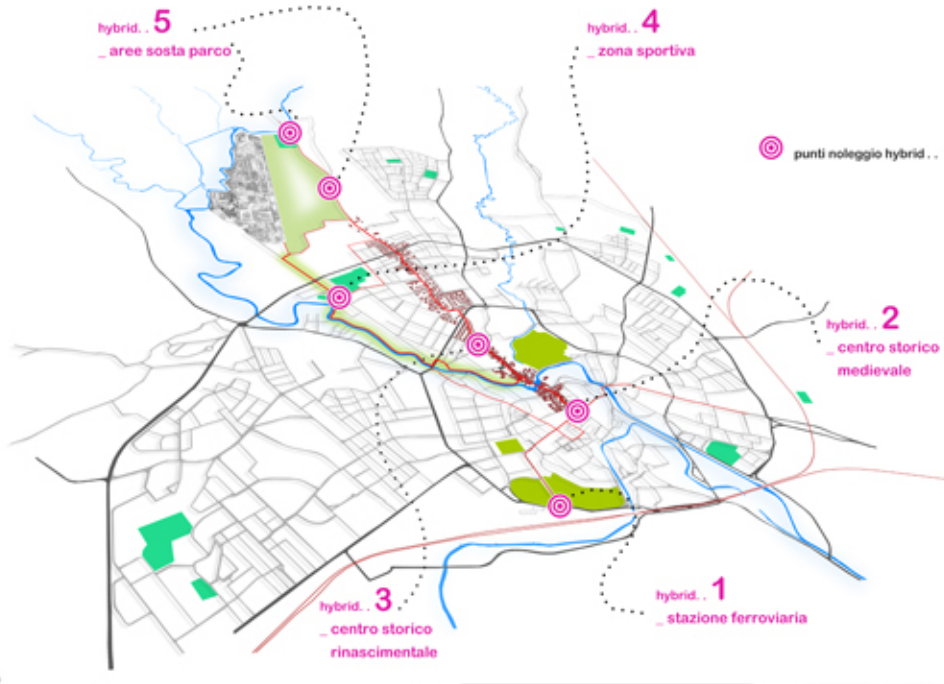 hybrid. . 5
_ aree sosta parco
hybrid. . 4
_ zona sportiva
punti noleggio hybrid . .
hybrid. . 2
_ centro storico
medievale
hybrid. . 3
_ centro storico
rinascimentale
hybrid. . 1
_ stazione ferroviaria